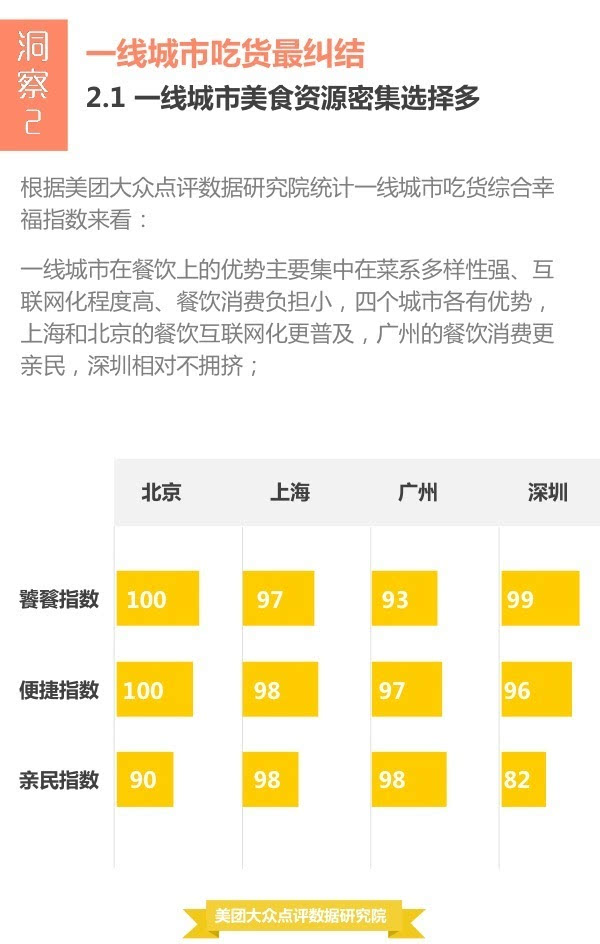 洞察2
一线城市吃货最纠结
2.1 一线城市美食资源密集选择多
根据美团大众点评数据研究院统计一线城市吃货综合幸
福指数来看：
一线城市在餐饮上的优势主要集中在菜系多样性强、互
联网化程度高、餐饮消费负担小，四个城市各有优势，
上海和北京的餐饮互联网化更普及，广州的餐饮消费更
亲民，深圳相对不拥挤；
北京 上海 广州 深圳
饕餮指数 100 97 93 99
便捷指数 100 98 97 96
亲民指数 90 98 98 82
美团大众点评数据研究院